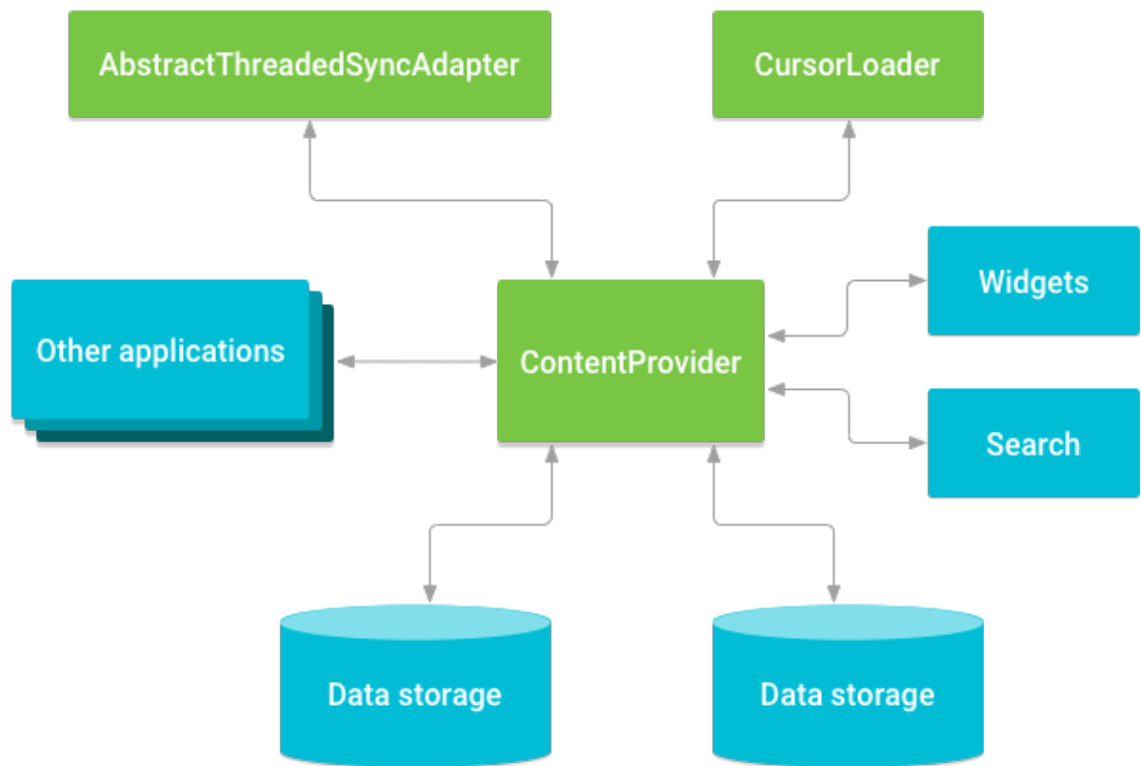 AbstractThreadedSyncAdapter
CursorLoader
Widgets
Other applications
ContentProvider
Search
Data storage
Data storage